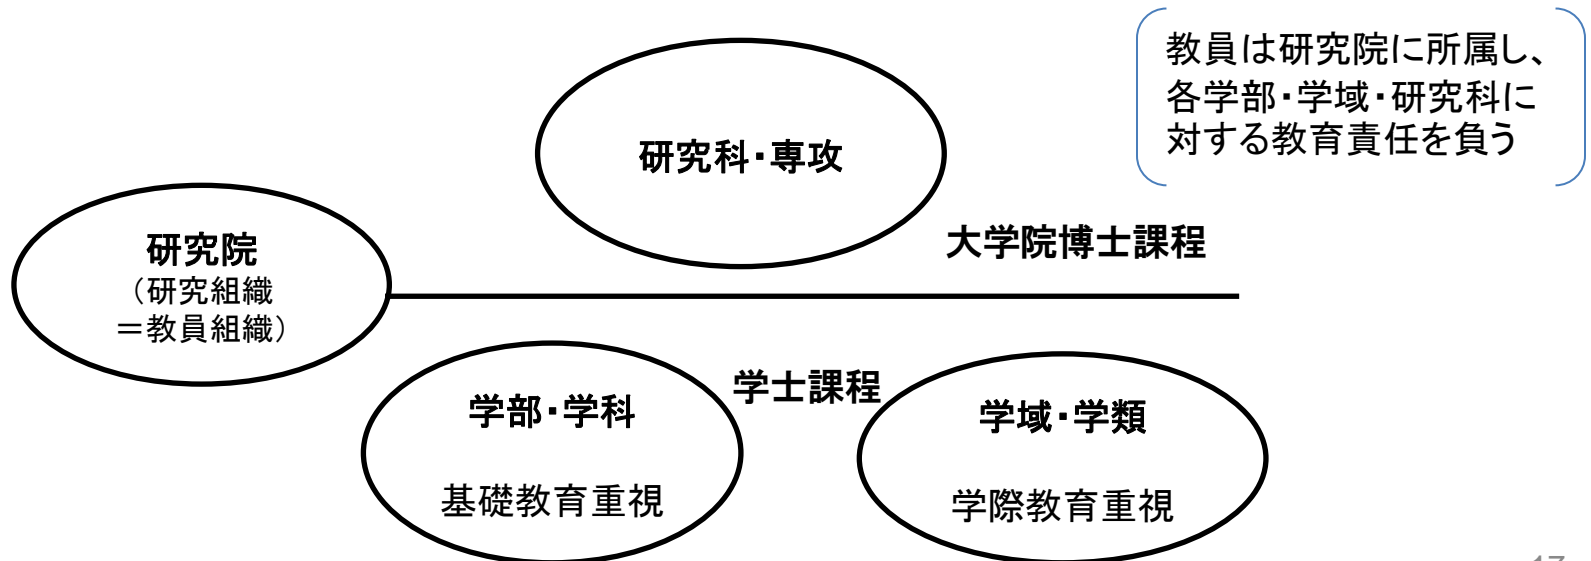 教員は研究院に所属し、
各学部・学域・研究科に
対する教育責任を負う
研究科・専攻
大学院博士課程
研究院
（研究組織
＝教員組織）
学士課程
学部・学科
基礎教育重視
学域・学類
学際教育重視
17